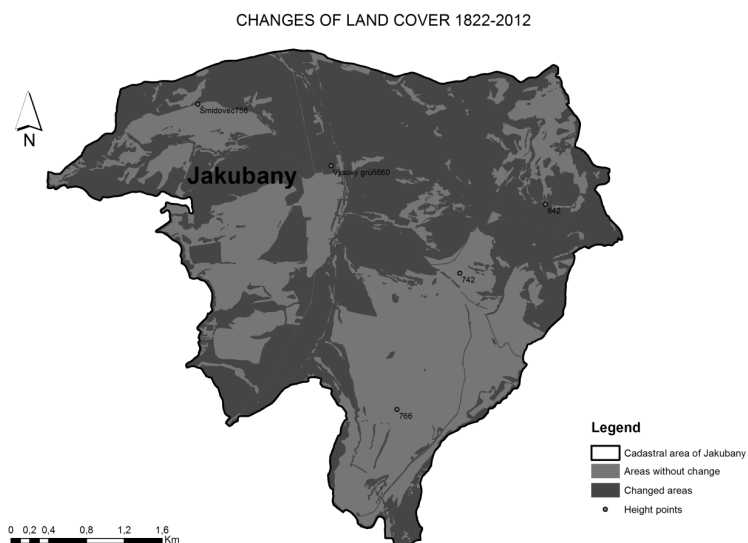 CHANGES OF LAND COVER 1822-2012
N
Šmidovec756
Jakubany
Vysoký grúň660
842
742
766
Legend
Cadastral area of Jakubany
Areas without change
Changed areas
Height points
0 0,2 0,4 0,8 1,2 1,6
Km